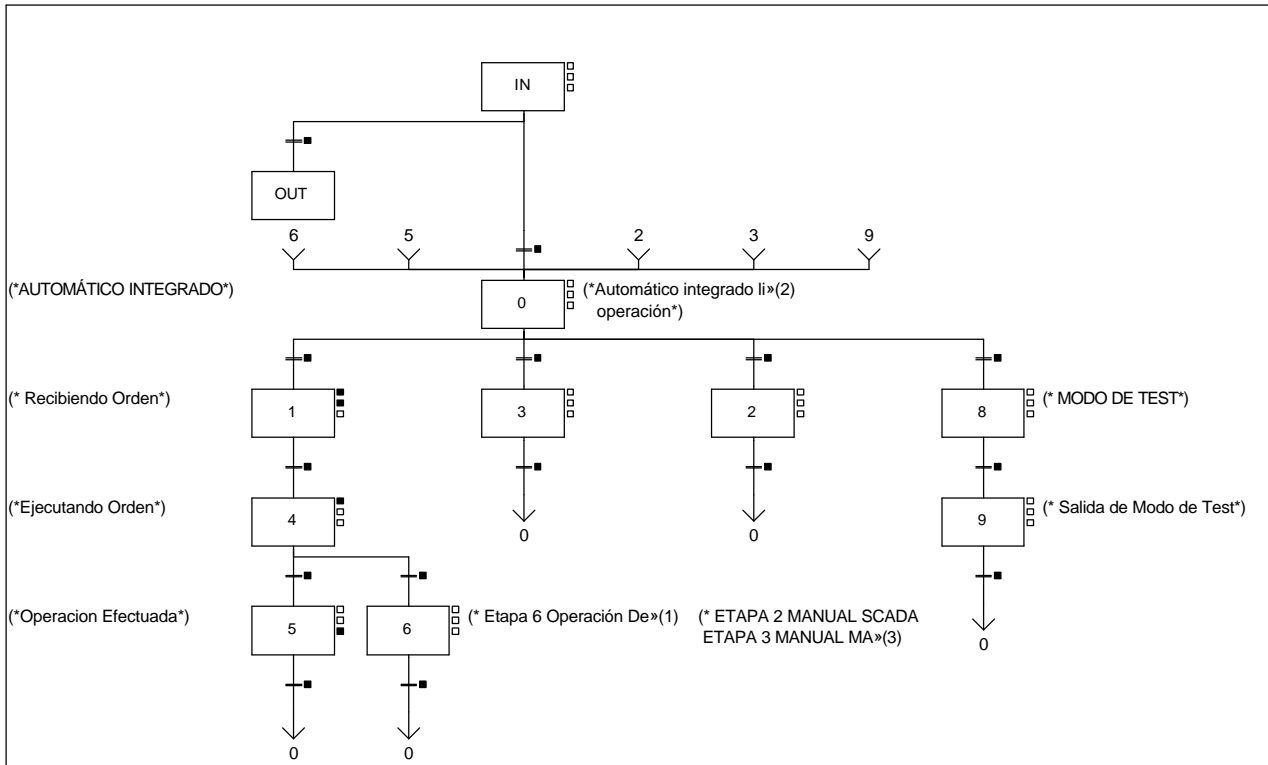 IN
OUT
6 5 2 3 9
(*AUTOMÁTICO INTEGRADO*)
0
(*Automático integrado li»(2)
operación*)
(* Recibiendo Orden*)
1
3
2
8
(* MODO DE TEST*)
(*Ejecutando Orden*)
4
0
0
9
(* Salida de Modo de Test*)
(*Operacion Efectuada*)
5
6
(* Etapa 6 Operación De»(1)
(* ETAPA 2 MANUAL SCADA
ETAPA 3 MANUAL MA»(3)
0
0
0